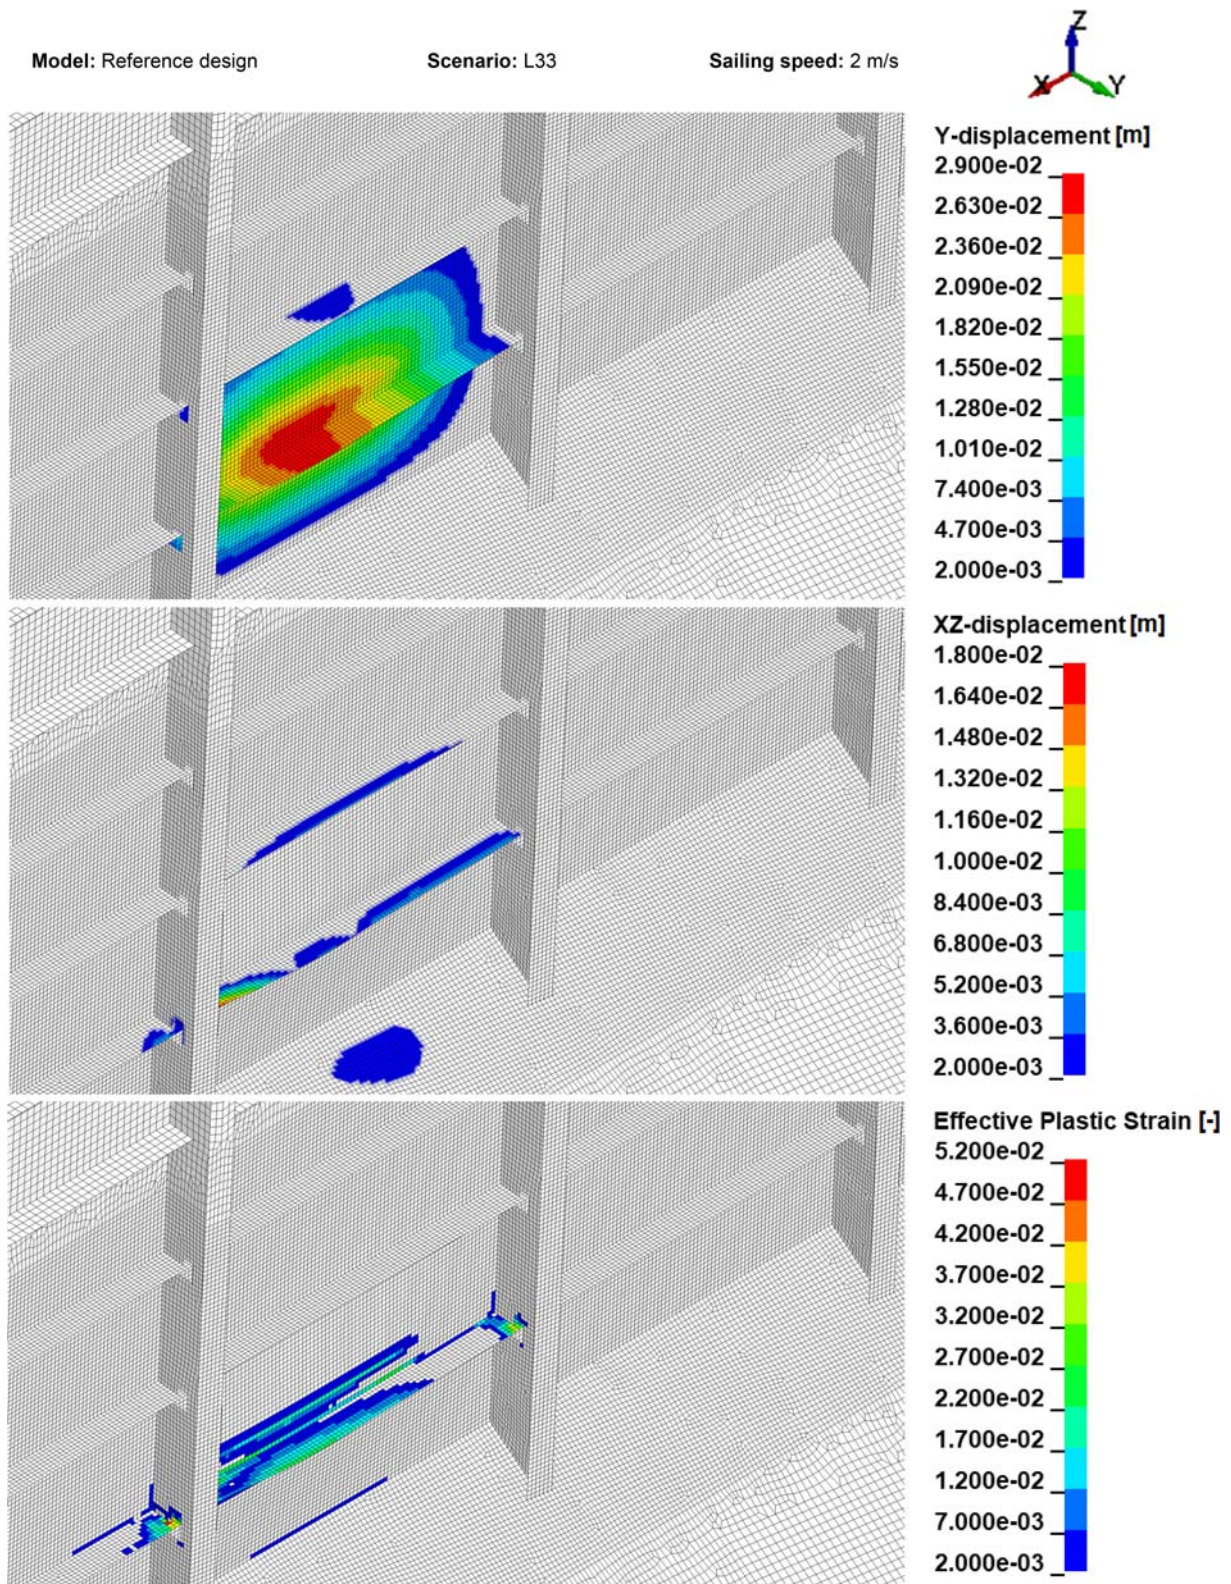 Model: Reference design Scenario: L33 Sailing speed: 2 m/s
Z
X Y
Y-displacement [m]
2.900e-02
2.630e-02
2.360e-02
2.090e-02
1.820e-02
1.550e-02
1.280e-02
1.010e-02
7.400e-03
4.700e-03
2.000e-03
XZ-displacement [m]
1.800e-02
1.640e-02
1.480e-02
1.320e-02
1.160e-02
1.000e-02
8.400e-03
6.800e-03
5.200e-03
3.600e-03
2.000e-03
Effective Plastic Strain [-]
5.200e-02
4.700e-02
4.200e-02
3.700e-02
3.200e-02
2.700e-02
2.200e-02
1.700e-02
1.200e-02
7.000e-03
2.000e-03